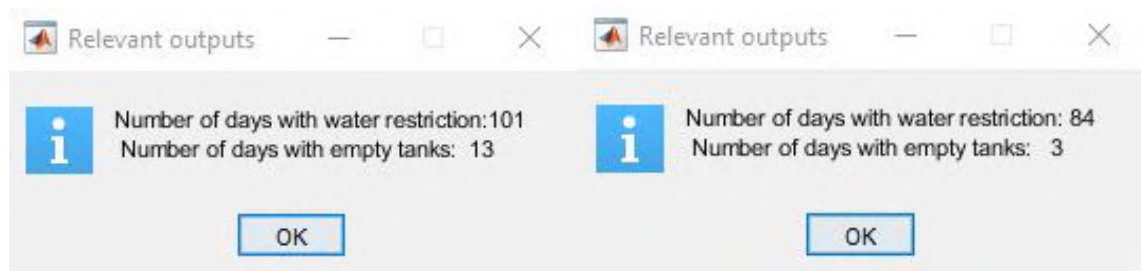 Relevant outputs
Number of days with water restriction:101
Number of days with empty tanks: 13
OK
Relevant outputs
Number of days with water restriction: 84
Number of days with empty tanks: 3
OK